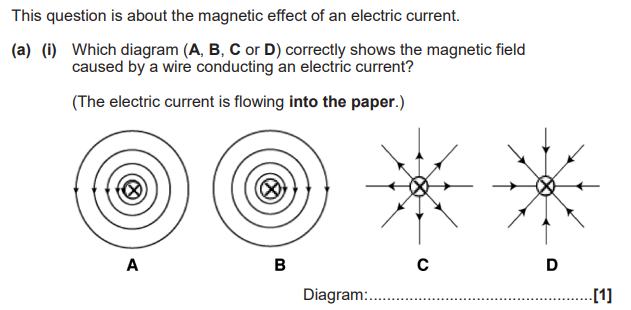 This question is about the magnetic effect of an electric current.
(a) (i) Which diagram (A, B, C or D) correctly shows the magnetic field
caused by a wire conducting an electric current?
(The electric current is flowing into the paper.)
A B C D
Diagram:..........................................................[1]